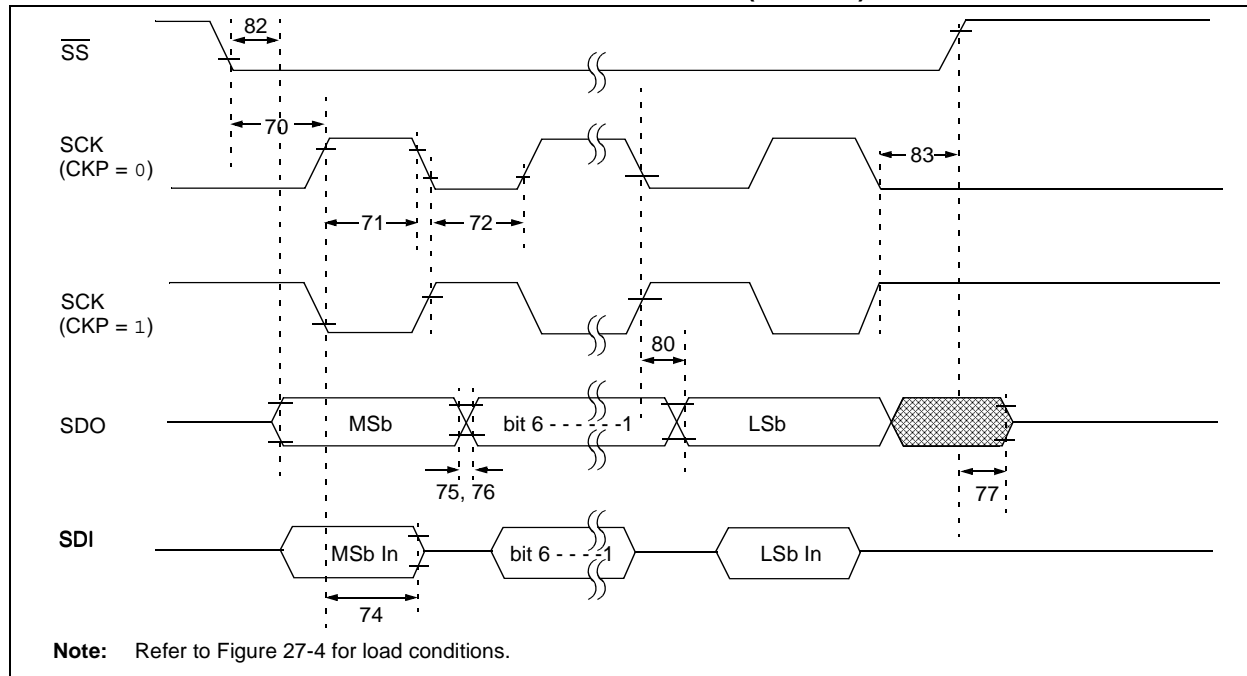 82
SS
70
SCK
(CKP = 0)
83
71
72
SCK
(CKP = 1)
80
SDO
MSb
bit 6 - - - - - -1
LSb
75, 76
77
SDI
MSb In
bit 6 - - - -1
LSb In
74
Note: Refer to Figure 27-4 for load conditions.